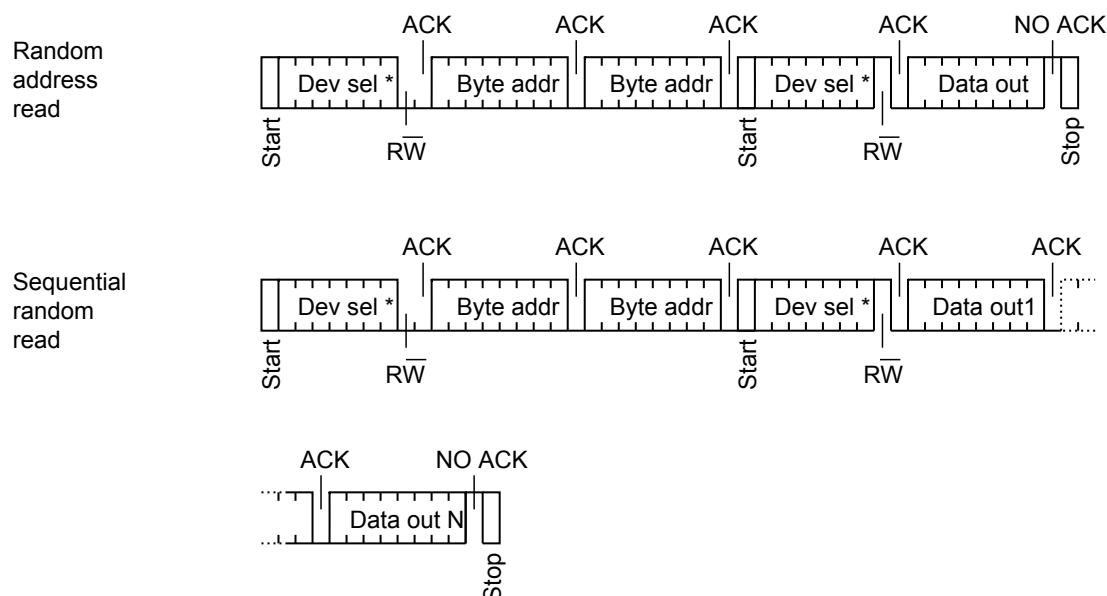 ACK ACK ACK ACK NO ACK
Random
address
read
Dev sel * Byte addr Byte addr Dev sel * Data out
Start RW̅ Start RW̅ Stop
ACK ACK ACK ACK ACK
Sequential
random
read
Dev sel * Byte addr Byte addr Dev sel * Data out1
Start RW̅ Start RW̅
ACK NO ACK
Data out N
Stop